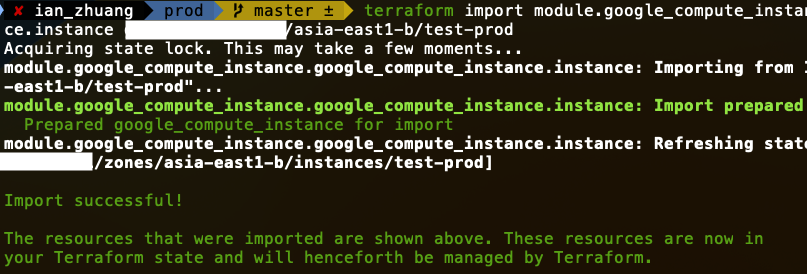 ✘ ian_zhuang prod master ± terraform import module.google_compute_instan
ce.instance /asia-east1-b/test-prod
Acquiring state lock. This may take a few moments...
module.google_compute_instance.google_compute_instance.instance: Importing from
-east1-b/test-prod"...
module.google_compute_instance.google_compute_instance.instance: Import prepared
Prepared google_compute_instance for import
module.google_compute_instance.google_compute_instance.instance: Refreshing state
/zones/asia-east1-b/instances/test-prod]
Import successful!
The resources that were imported are shown above. These resources are now in
your Terraform state and will henceforth be managed by Terraform.